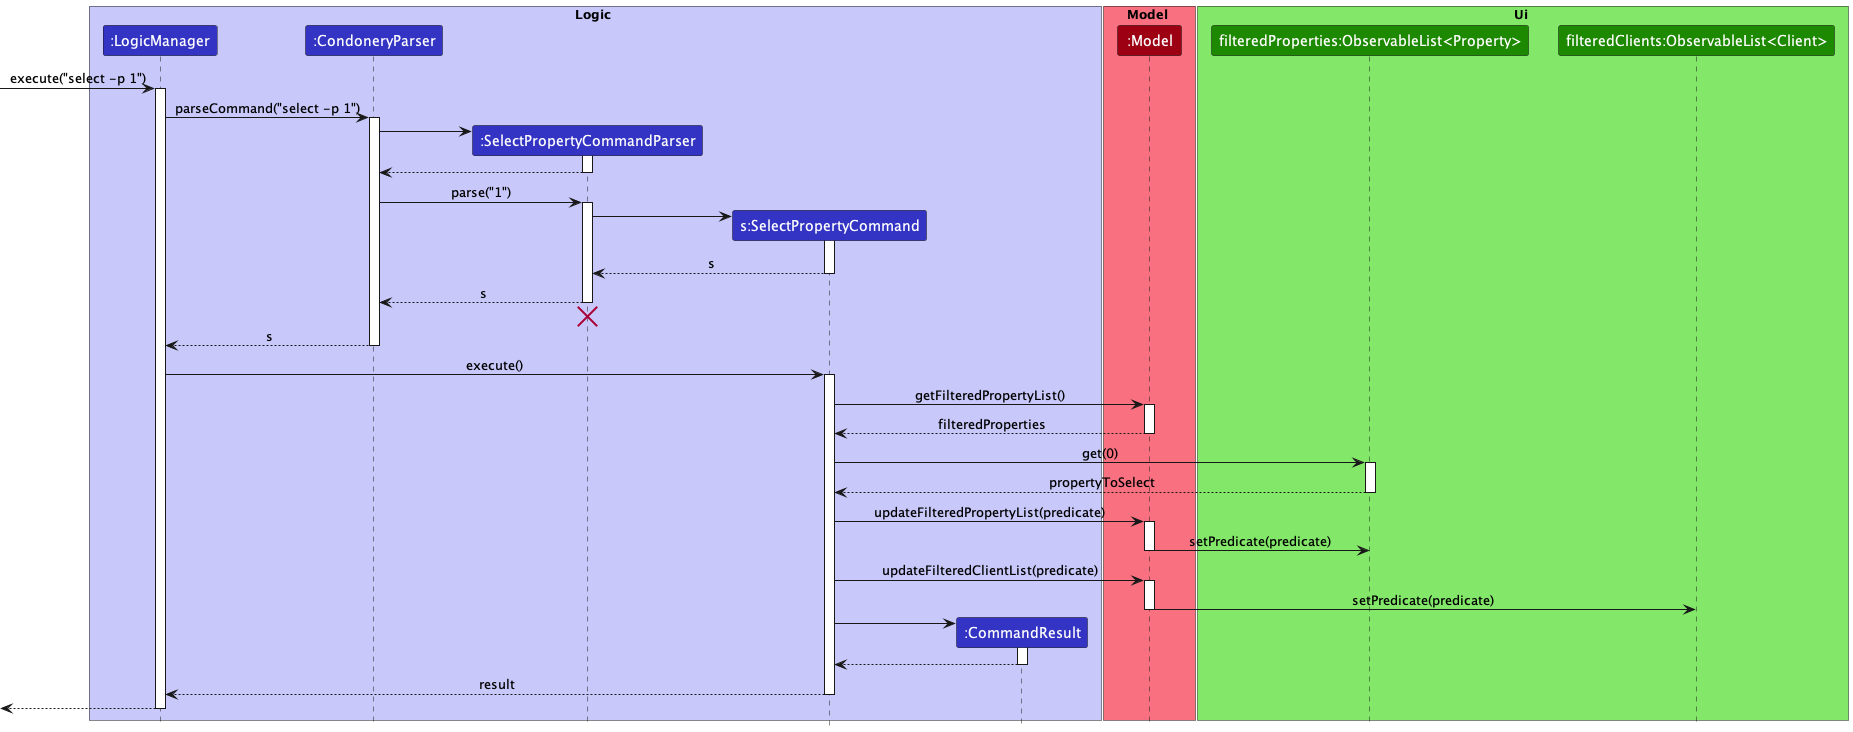 Logic
Model
Ui
:LogicManager
:CondoneryParser
:Model
filteredProperties:ObservableList<Property>
filteredClients:ObservableList<Client>
execute("select -p 1")
parseCommand("select -p 1")
:SelectPropertyCommandParser
parse("1")
s:SelectPropertyCommand
s
s
s
execute()
getFilteredPropertyList()
filteredProperties
get(0)
propertyToSelect
updateFilteredPropertyList(predicate)
setPredicate(predicate)
updateFilteredClientList(predicate)
setPredicate(predicate)
:CommandResult
result